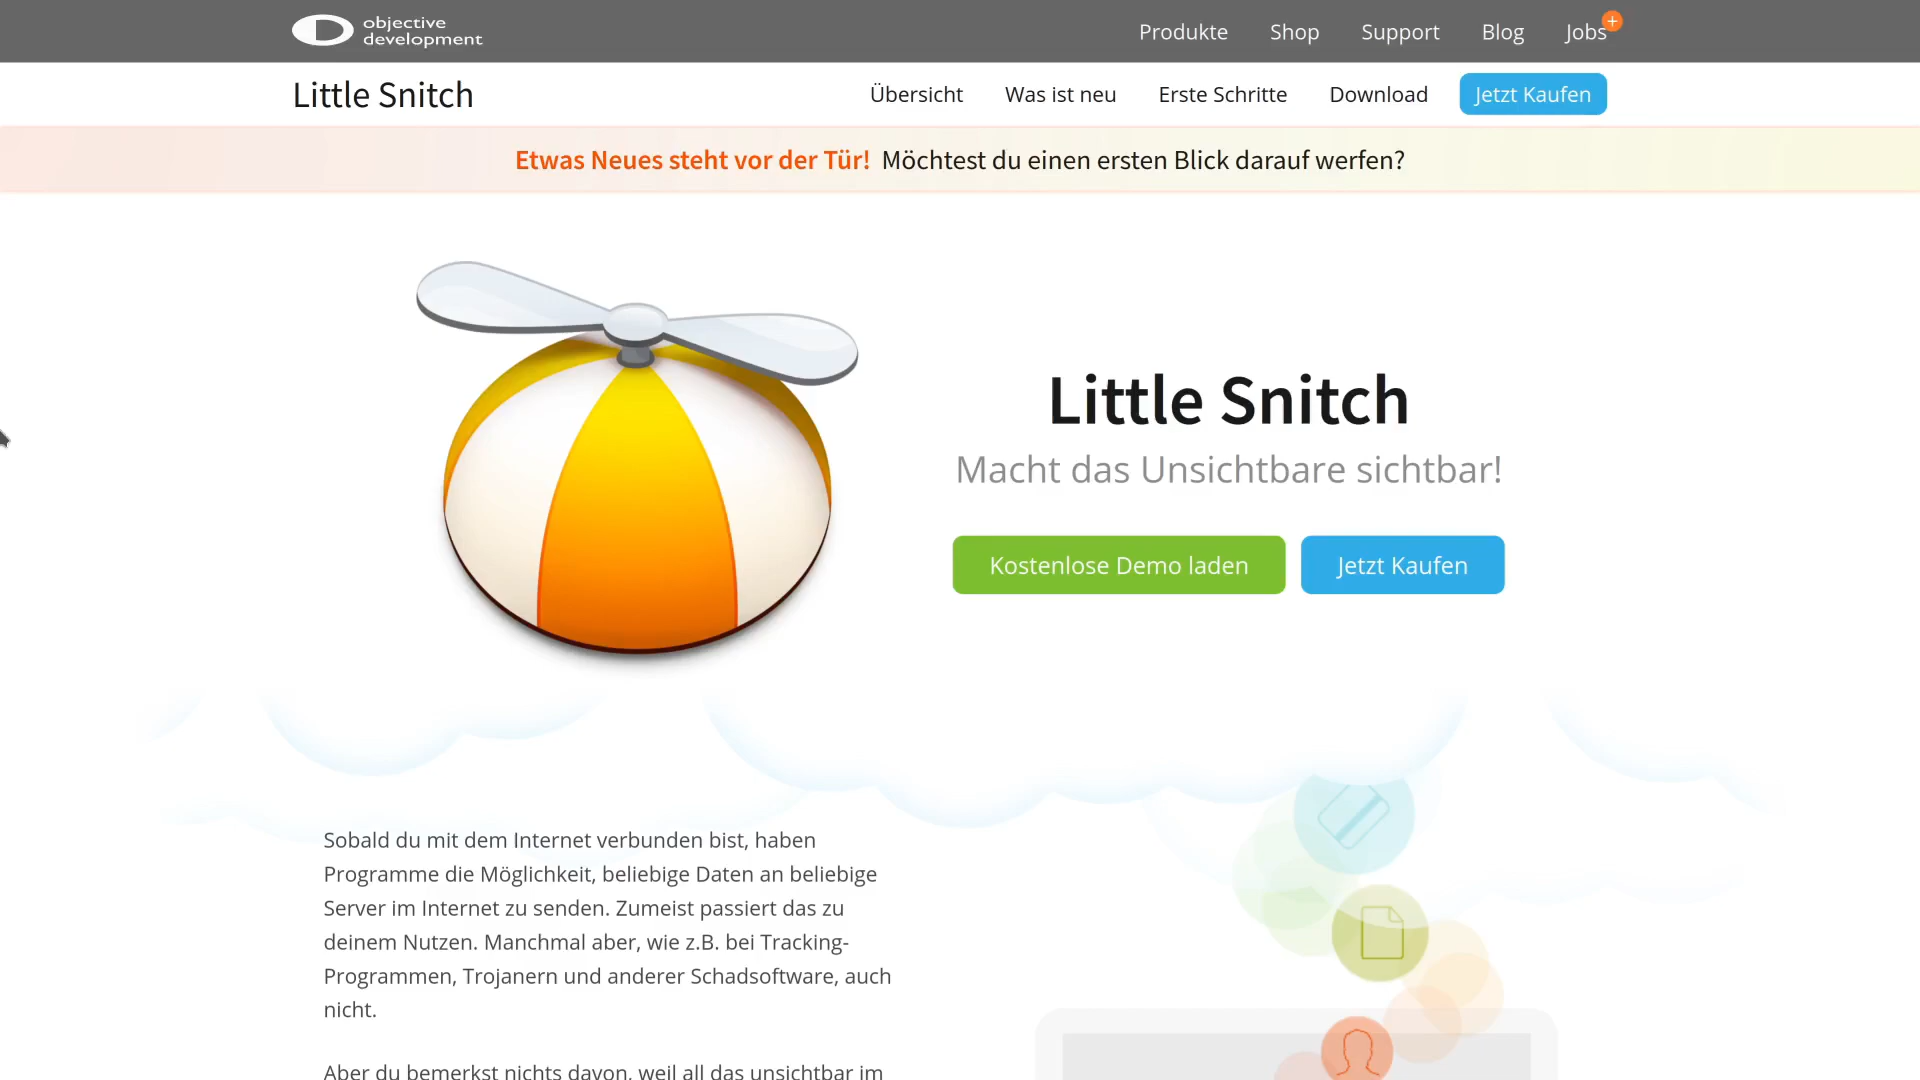 objective
development
Produkte
Shop
Support
Blog
Jobs
+
Little Snitch
Übersicht
Was ist neu
Erste Schritte
Download
Jetzt Kaufen
Etwas Neues steht vor der Tür! Möchtest du einen ersten Blick darauf werfen?
Little Snitch
Macht das Unsichtbare sichtbar!
Kostenlose Demo laden
Jetzt Kaufen
Sobald du mit dem Internet verbunden bist, haben
Programme die Möglichkeit, beliebige Daten an beliebige
Server im Internet zu senden. Zumeist passiert das zu
deinem Nutzen. Manchmal aber, wie z.B. bei Tracking-
Programmen, Trojanern und anderer Schadsoftware, auch
nicht.
Aber du bemerkst nichts davon, weil all das unsichtbar im